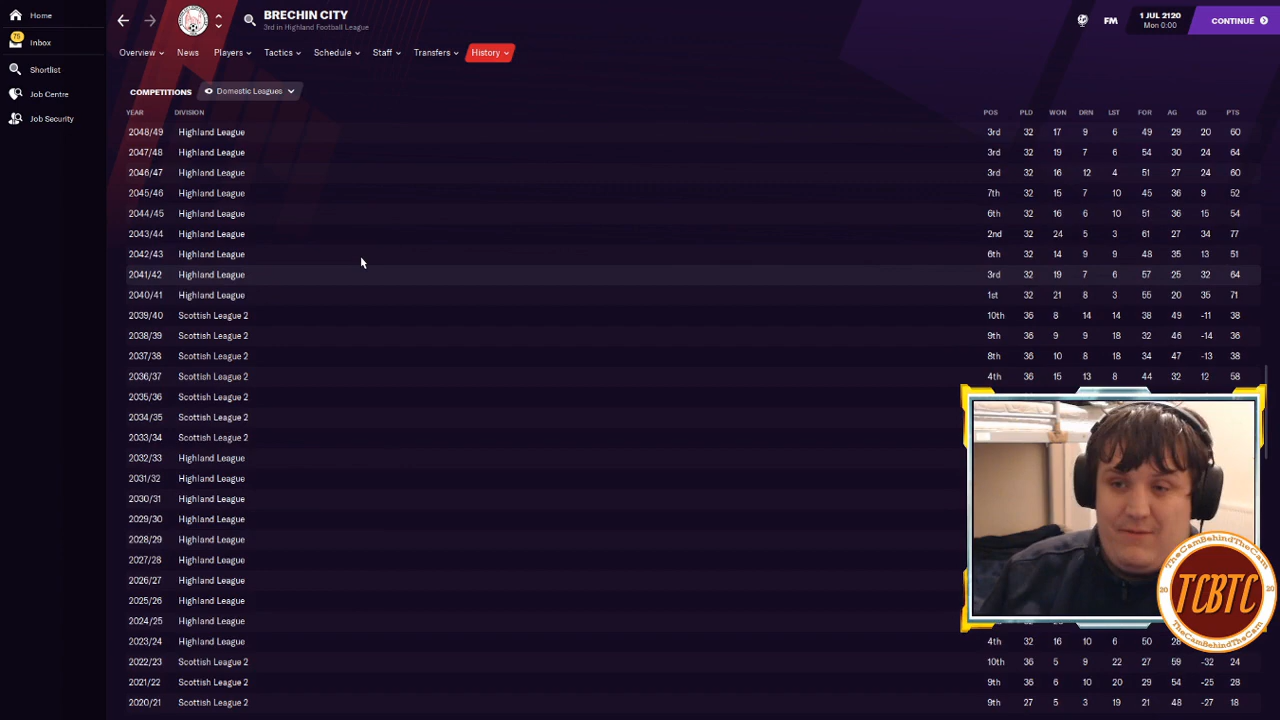 Home
BRECHIN CITY
3rd in Highland Football League
FM
1 JUL 2120
Mon 0:00
CONTINUE
75
Inbox
Overview
News
Players
Tactics
Schedule
Staff
Transfers
History
Shortlist
Job Centre
Job Security
COMPETITIONS
Domestic Leagues
YEAR DIVISION POS PLD WON DRN LST FOR AG GD PTS
2048/49 Highland League 3rd 32 17 9 6 49 29 20 60
2047/48 Highland League 3rd 32 19 7 6 54 30 24 64
2046/47 Highland League 3rd 32 16 12 4 51 27 24 60
2045/46 Highland League 7th 32 15 7 10 45 36 9 52
2044/45 Highland League 6th 32 16 6 10 51 36 15 54
2043/44 Highland League 2nd 32 24 5 3 61 27 34 77
2042/43 Highland League 6th 32 14 9 9 48 35 13 51
2041/42 Highland League 3rd 32 19 7 6 57 25 32 64
2040/41 Highland League 1st 32 21 8 3 55 20 35 71
2039/40 Scottish League 2 10th 36 8 14 14 38 49 -11 38
2038/39 Scottish League 2 9th 36 9 9 18 32 46 -14 36
2037/38 Scottish League 2 8th 36 10 8 18 34 47 -13 38
2036/37 Scottish League 2 4th 36 15 13 8 44 32 12 58
2035/36 Scottish League 2
2034/35 Scottish League 2
2033/34 Scottish League 2
2032/33 Highland League
2031/32 Highland League
2030/31 Highland League
2029/30 Highland League
2028/29 Highland League
2027/28 Highland League
2026/27 Highland League
2025/26 Highland League
2024/25 Highland League
2023/24 Highland League 4th 32 16 10 6 50
2022/23 Scottish League 2 10th 36 5 9 22 27 59 -32 24
2021/22 Scottish League 2 9th 36 6 10 20 29 54 -25 28
2020/21 Scottish League 2 9th 27 5 3 19 21 48 -27 18
TheCamBehindTheCam
20 TCBTC 20
TheCamBehindTheCam